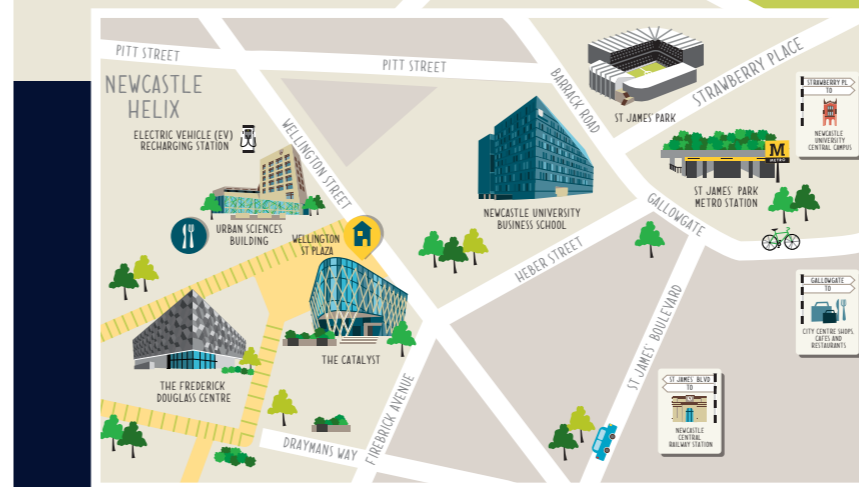 PITT STREET
PITT STREET
NEWCASTLE
HELIX
ELECTRIC VEHICLE (EV)
RECHARGING STATION
WELLINGTON STREET
BARRACK ROAD
ST JAMES' PARK
STRAWBERRY PLACE
STRAWBERRY PL
TO
NEWCASTLE
UNIVERSITY
CENTRAL CAMPUS
M
METRO
ST JAMES' PARK
METRO STATION
NEWCASTLE UNIVERSITY
BUSINESS SCHOOL
GALLOWGATE
URBAN SCIENCES
BUILDING
WELLINGTON
ST PLAZA
HEBER STREET
GALLOWGATE
TO
CITY CENTRE SHOPS,
CAFES AND
RESTAURANTS
THE CATALYST
ST JAMES' BOULEVARD
THE FREDERICK
DOUGLASS CENTRE
FIREBRICK AVENUE
ST JAMES' BLVD
TO
NEWCASTLE
CENTRAL
RAILWAY STATION
DRAYMANS WAY